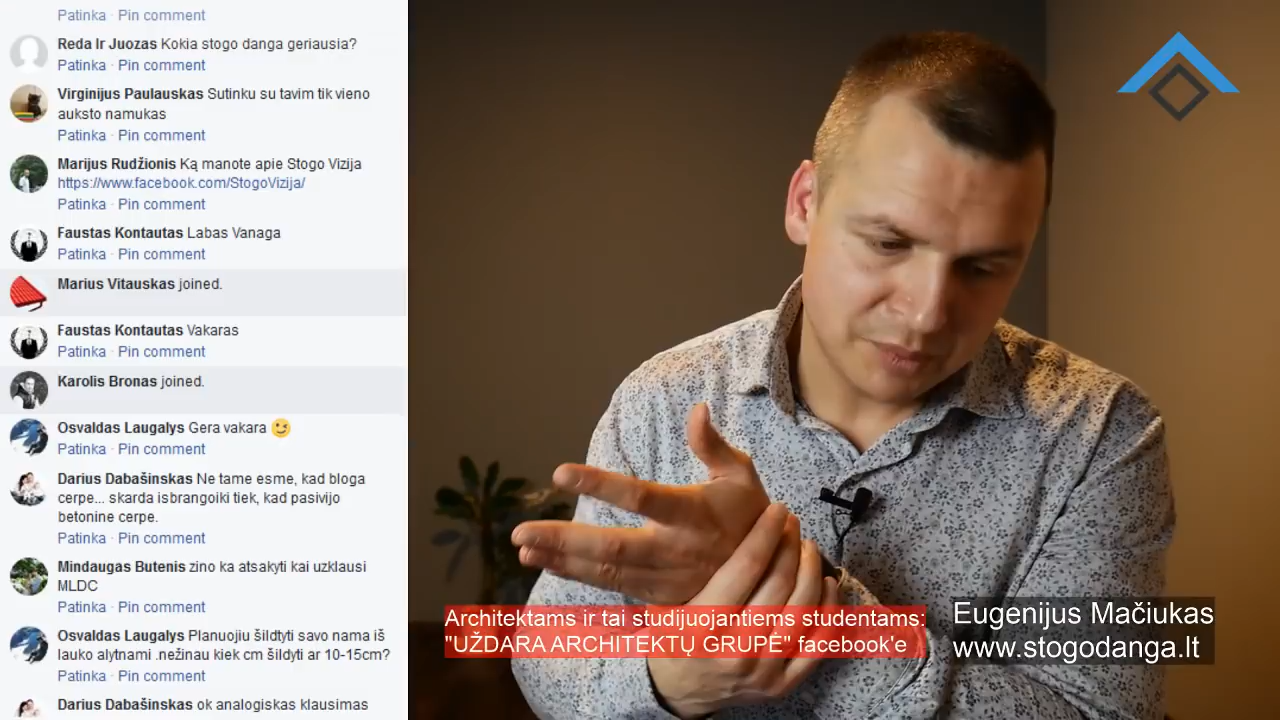 Patinka · Pin comment
Reda Ir Juozas Kokia stogo danga geriausia?
Patinka · Pin comment
Virginijus Paulauskas Sutinku su tavim tik vieno
auksto namukas
Patinka · Pin comment
Marijus Rudžionis Ką manote apie Stogo Vizija
https://www.facebook.com/StogoVizija/
Patinka · Pin comment
Faustas Kontautas Labas Vanaga
Patinka · Pin comment
Marius Vitauskas joined.
Faustas Kontautas Vakaras
Patinka · Pin comment
Karolis Bronas joined.
Osvaldas Laugalys Gera vakara 😉
Patinka · Pin comment
Darius Dabašinskas Ne tame esme, kad bloga
cerpe... skarda isbrangoiki tiek, kad pasivijo
betonine cerpe.
Patinka · Pin comment
Mindaugas Butenis zino ka atsakyti kai uzklausi
MLDC
Patinka · Pin comment
Osvaldas Laugalys Planuojiu šildtyti savo nama iš
lauko alytnami .nežinau kiek cm šildyti ar 10-15cm?
Patinka · Pin comment
Darius Dabašinskas ok analogiskas klausimas
Architektams ir tai studijuojantiems studentams:
"UŽDARA ARCHITEKTŲ GRUPĖ" facebook'e
Eugenijus Mačiukas
www.stogodanga.lt